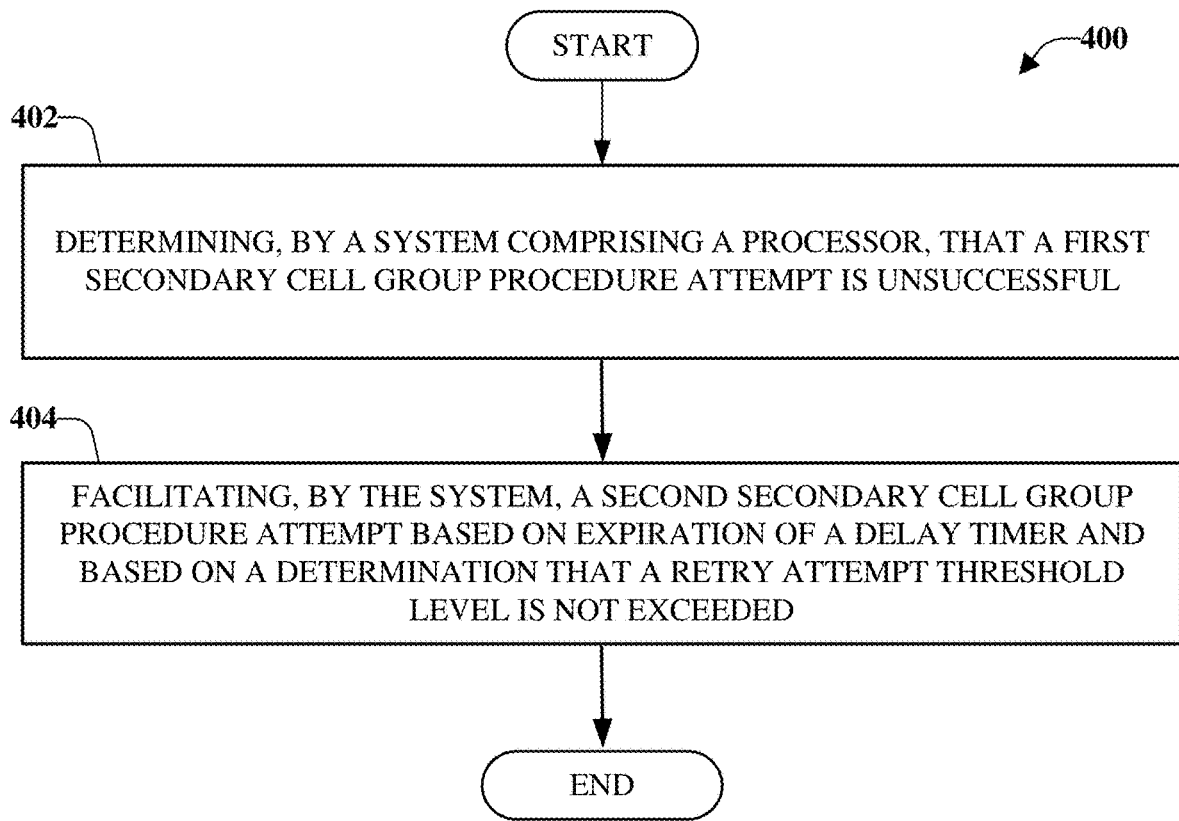 START
400
402
DETERMINING, BY A SYSTEM COMPRISING A PROCESSOR, THAT A FIRST
SECONDARY CELL GROUP PROCEDURE ATTEMPT IS UNSUCCESSFUL
404
FACILITATING, BY THE SYSTEM, A SECOND SECONDARY CELL GROUP
PROCEDURE ATTEMPT BASED ON EXPIRATION OF A DELAY TIMER AND
BASED ON A DETERMINATION THAT A RETRY ATTEMPT THRESHOLD
LEVEL IS NOT EXCEEDED
END